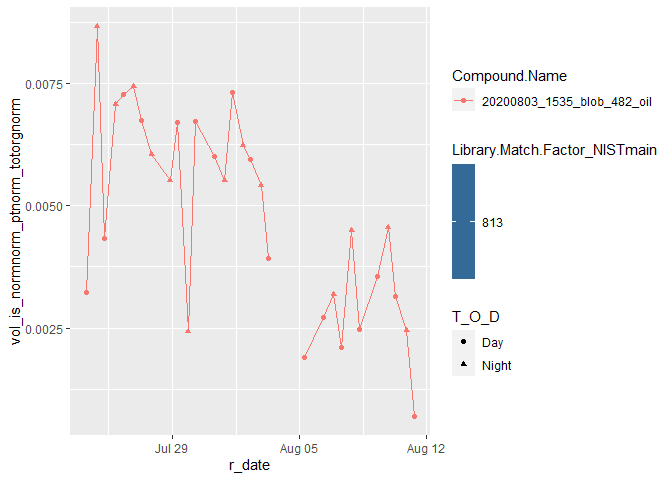 vol_is_normnorm_ptnorm_totorgnorm
0.0075
0.0050
0.0025
Jul 29
Aug 05
Aug 12
r_date
Compound.Name
20200803_1535_blob_482_oil
Library.Match.Factor_NISTmain
813
T_O_D
Day
Night